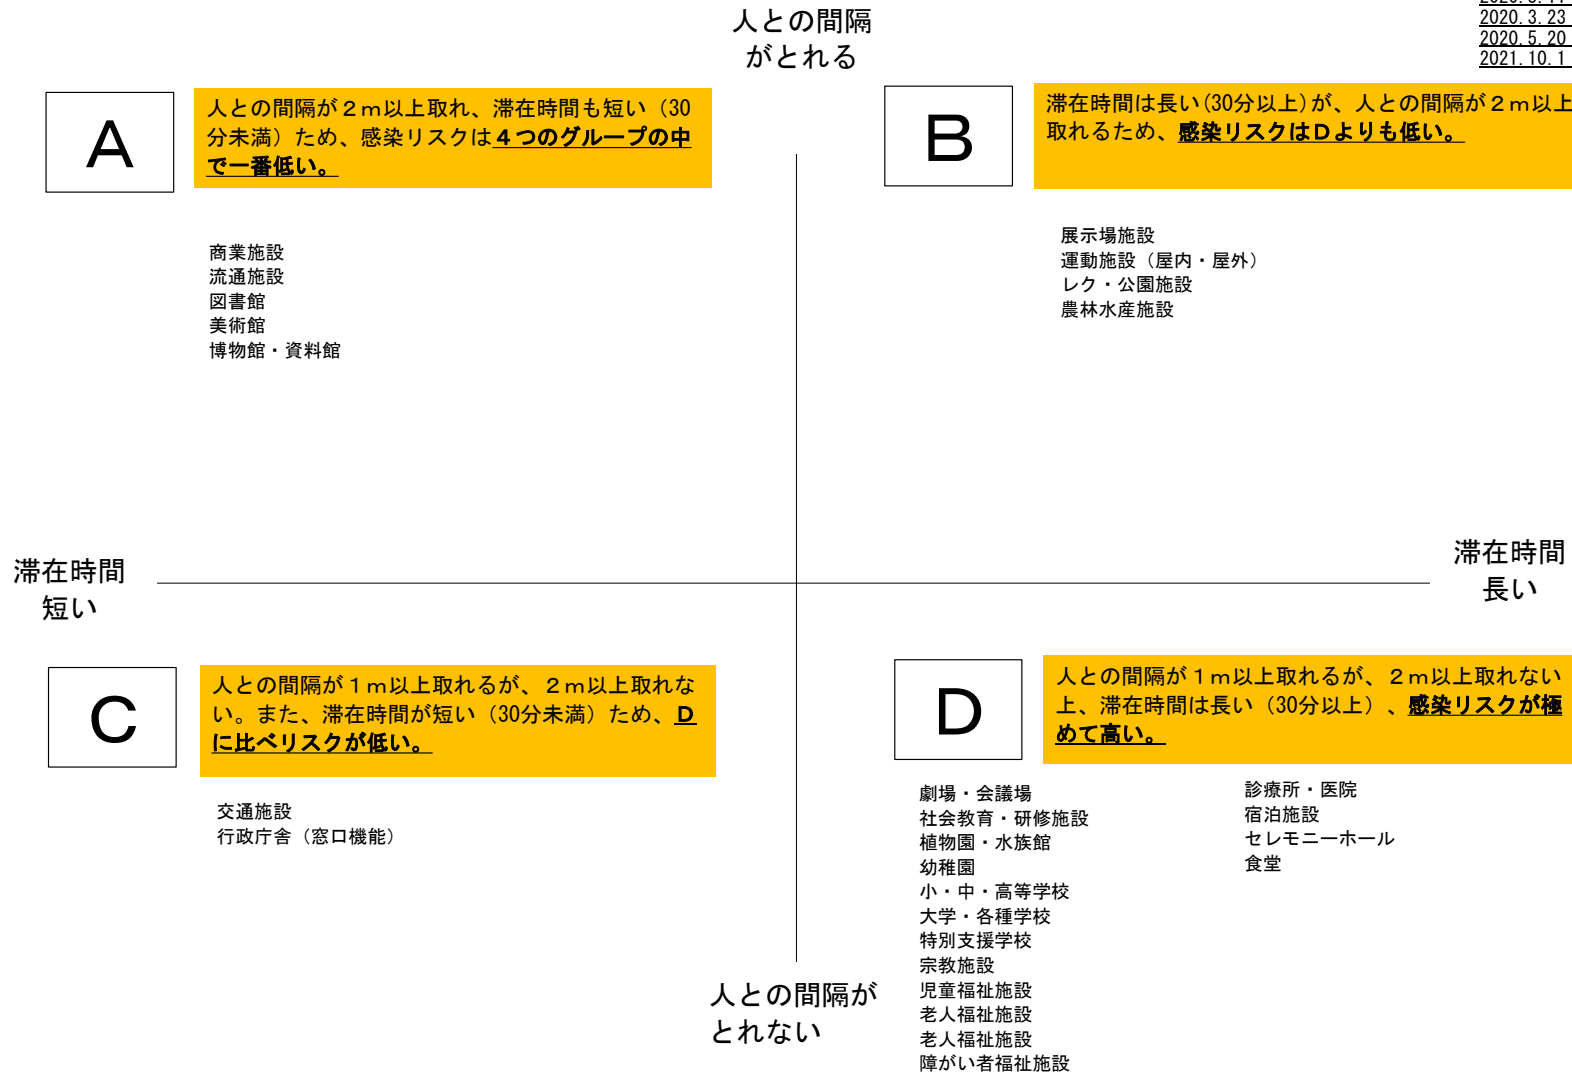 人との間隔
がとれる
2020.3.23
2020.5.20
2021.10.1
A
人との間隔が２ｍ以上取れ、滞在時間も短い（30
分未満）ため、感染リスクは４つのグループの中
で一番低い。
商業施設
流通施設
図書館
美術館
博物館・資料館
B
滞在時間は長い(30分以上)が、人との間隔が２ｍ以上
取れるため、感染リスクはＤよりも低い。
展示場施設
運動施設（屋内・屋外）
レク・公園施設
農林水産施設
滞在時間
短い
滞在時間
長い
C
人との間隔が１ｍ以上取れるが、２ｍ以上取れな
い。また、滞在時間が短い（30分未満）ため、Ｄ
に比べリスクが低い。
交通施設
行政庁舎（窓口機能）
D
人との間隔が１ｍ以上取れるが、２ｍ以上取れない
上、滞在時間は長い（30分以上）、感染リスクが極
めて高い。
劇場・会議場
社会教育・研修施設
植物園・水族館
幼稚園
小・中・高等学校
大学・各種学校
特別支援学校
宗教施設
児童福祉施設
老人福祉施設
老人福祉施設
障がい者福祉施設
診療所・医院
宿泊施設
セレモニーホール
食堂
人との間隔が
とれない